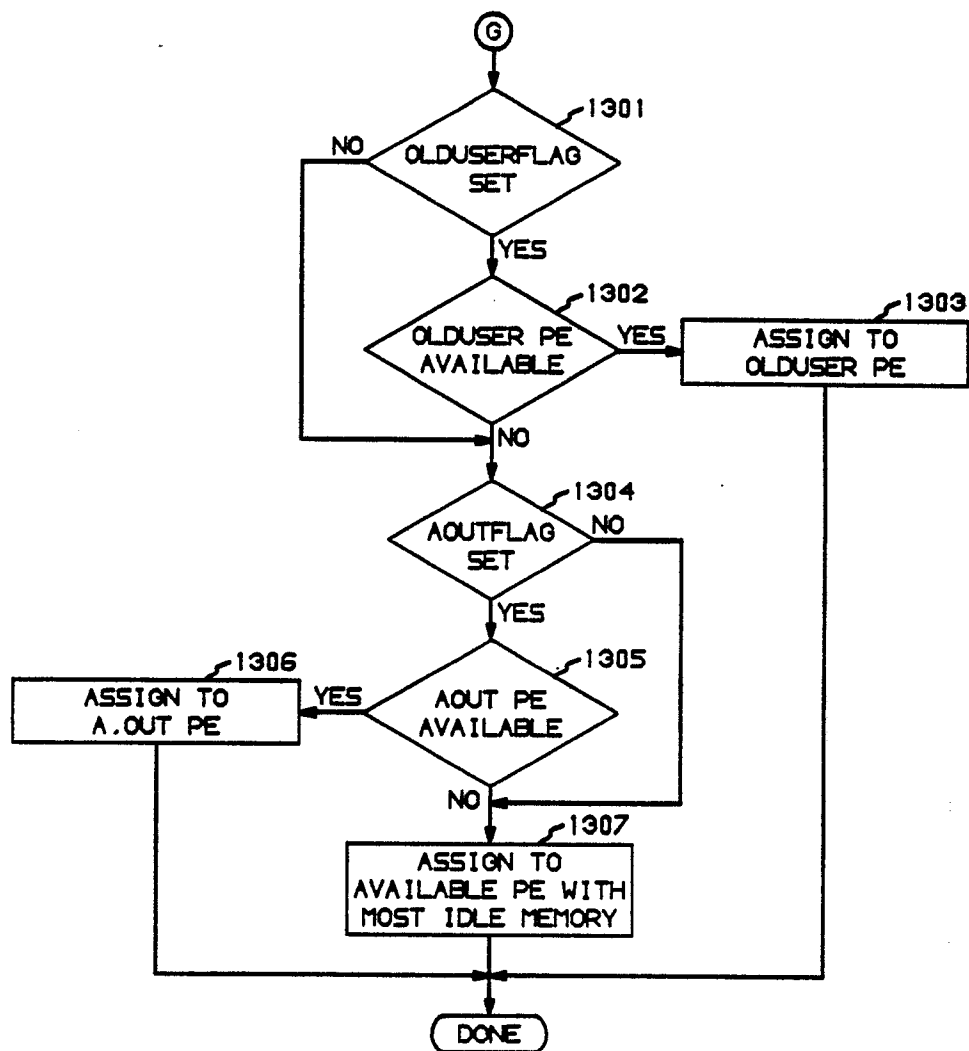 G
1301
NO
OLDUSERFLAG
SET
YES
1302
1303
OLDUSER PE
AVAILABLE
YES
ASSIGN TO
OLDUSER PE
NO
1304
AOUTFLAG
SET
NO
YES
1306
1305
ASSIGN TO
A.OUT PE
YES
AOUT PE
AVAILABLE
NO
1307
ASSIGN TO
AVAILABLE PE WITH
MOST IDLE MEMORY
DONE